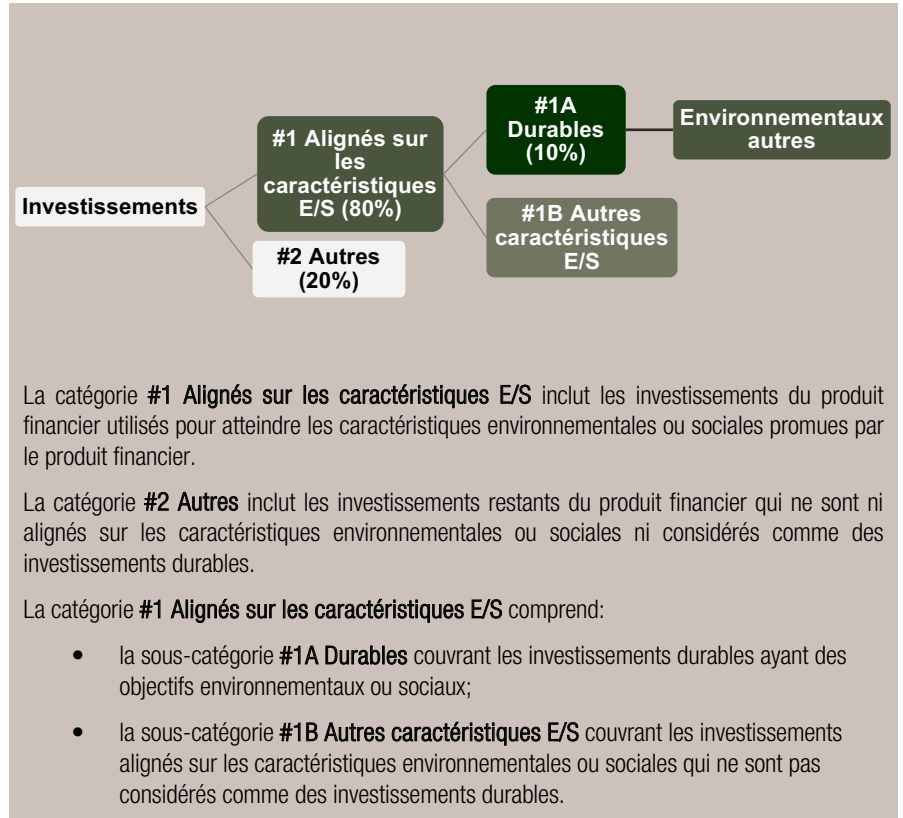 Investissements
#1 Alignés sur
les
caractéristiques
E/S (80%)
#2 Autres
(20%)
#1A
Durables
(10%)
#1B Autres
caractéristiques
E/S
Environnementaux
autres
La catégorie #1 Alignés sur les caractéristiques E/S inclut les investissements du produit
financier utilisés pour atteindre les caractéristiques environnementales ou sociales promues par
le produit financier.
La catégorie #2 Autres inclut les investissements restants du produit financier qui ne sont ni
alignés sur les caractéristiques environnementales ou sociales ni considérés comme des
investissements durables.
La catégorie #1 Alignés sur les caractéristiques E/S comprend:
• la sous-catégorie #1A Durables couvrant les investissements durables ayant des
objectifs environnementaux ou sociaux;
• la sous-catégorie #1B Autres caractéristiques E/S couvrant les investissements
alignés sur les caractéristiques environnementales ou sociales qui ne sont pas
considérés comme des investissements durables.